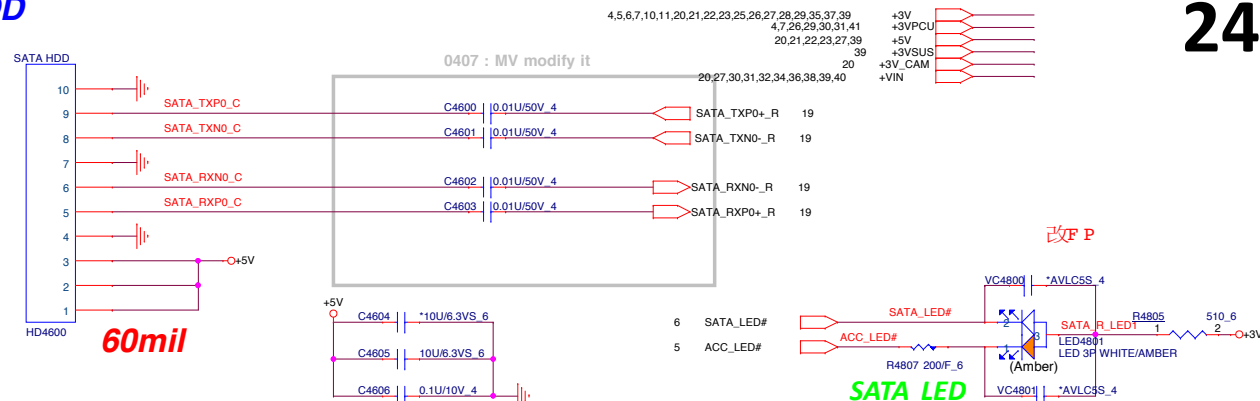 DD
24
4,5,6,7,10,11,20,21,22,23,25,26,27,28,29,35,37,39 +3V
4,7,26,29,30,31,41 +3VPCU
20,21,22,23,27,39 +5V
39 +3VSUS
20 +3V_CAM
20,27,30,31,32,34,36,38,39,40 +VIN
SATA HDD
0407 : MV modify it
10
9 SATA_TXP0_C C4600 0.01U/50V_4 SATA_TXP0+_R 19
8 SATA_TXN0_C C4601 0.01U/50V_4 SATA_TXN0-_R 19
7
6 SATA_RXN0_C C4602 0.01U/50V_4 SATA_RXN0-_R 19
5 SATA_RXP0_C C4603 0.01U/50V_4 SATA_RXP0+_R 19
4
3 +5V
2
1
HD4600
60mil
+5V
C4604 *10U/6.3VS_6
C4605 10U/6.3VS_6
C4606 0.1U/10V_4
改F P
VC4800 *AVLC5S_4
6 SATA_LED# SATA_LED# 2
5 ACC_LED# ACC_LED# 1
R4807 200/F_6
3
SATA_R_LED1
R4805 510_6
1 2 +3V
LED4801
LED 3P WHITE/AMBER
(Amber)
SATA LED
VC4801 *AVLC5S_4